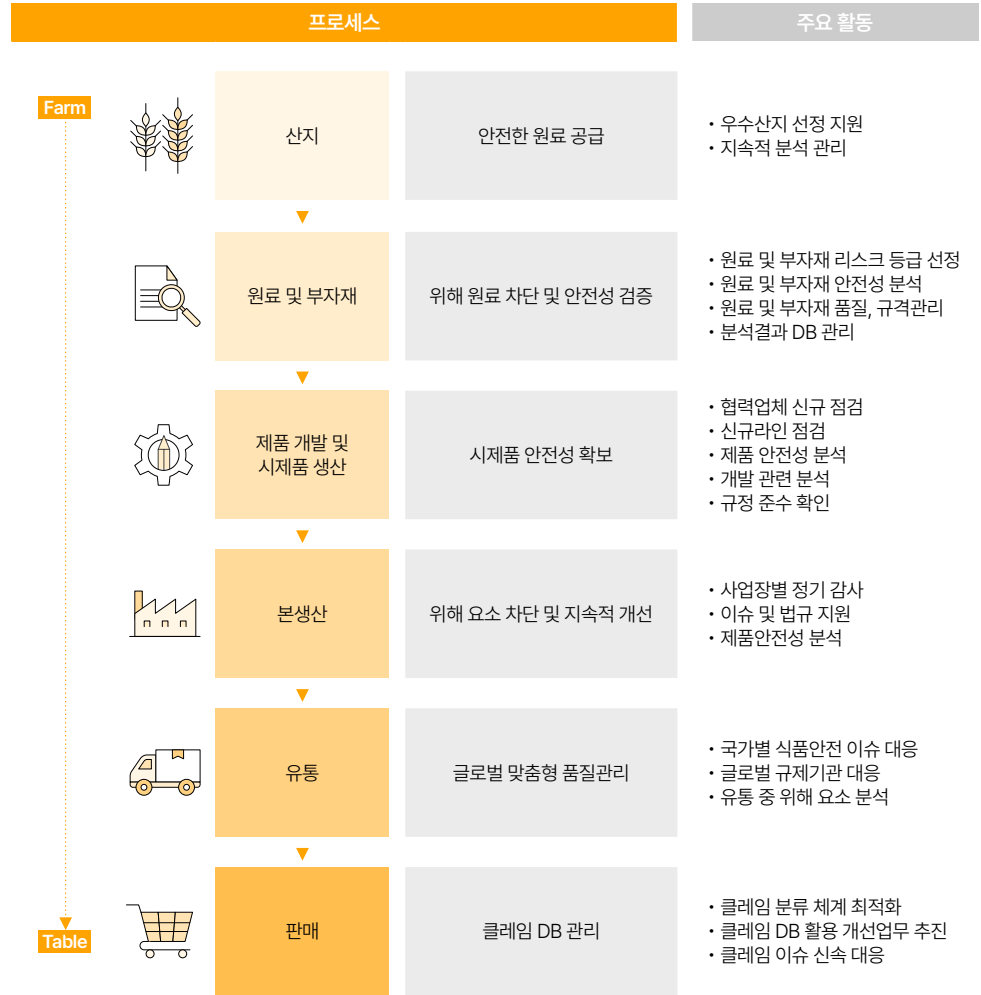 프로세스
주요 활동
Farm
산지
안전한 원료 공급
• 우수산지 선정 지원
• 지속적 분석 관리
원료 및 부자재
위해 원료 차단 및 안전성 검증
• 원료 및 부자재 리스크 등급 선정
• 원료 및 부자재 안전성 분석
• 원료 및 부자재 품질, 규격관리
• 분석결과 DB 관리
제품 개발 및
시제품 생산
시제품 안전성 확보
• 협력업체 신규 점검
• 신규라인 점검
• 제품 안전성 분석
• 개발 관련 분석
• 규정 준수 확인
본생산
위해 요소 차단 및 지속적 개선
• 사업장별 정기 감사
• 이슈 및 법규 지원
• 제품안전성 분석
유통
글로벌 맞춤형 품질관리
• 국가별 식품안전 이슈 대응
• 글로벌 규제기관 대응
• 유통 중 위해 요소 분석
Table
판매
클레임 DB 관리
• 클레임 분류 체계 최적화
• 클레임 DB 활용 개선업무 추진
• 클레임 이슈 신속 대응